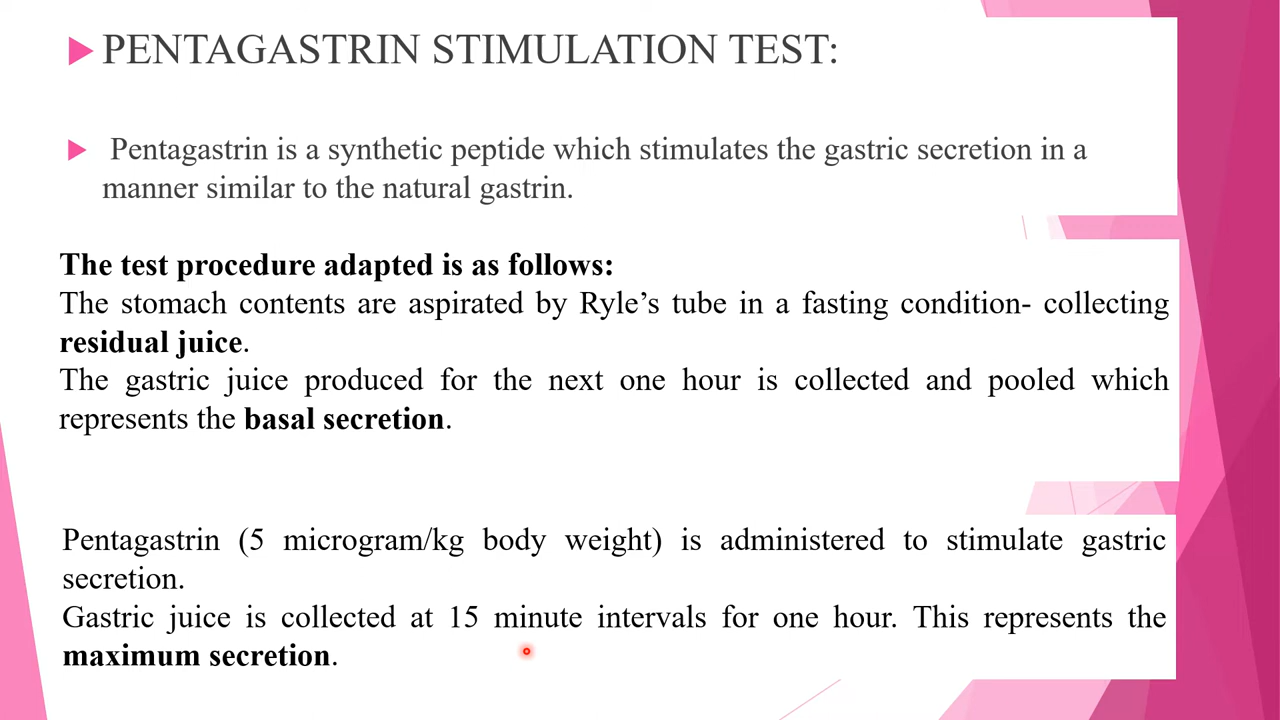 PENTAGASTRIN STIMULATION TEST:
Pentagastrin is a synthetic peptide which stimulates the gastric secretion in a
manner similar to the natural gastrin.
The test procedure adapted is as follows:
The stomach contents are aspirated by Ryle’s tube in a fasting condition- collecting
residual juice.
The gastric juice produced for the next one hour is collected and pooled which
represents the basal secretion.
Pentagastrin (5 microgram/kg body weight) is administered to stimulate gastric
secretion.
Gastric juice is collected at 15 minute intervals for one hour. This represents the
maximum secretion.